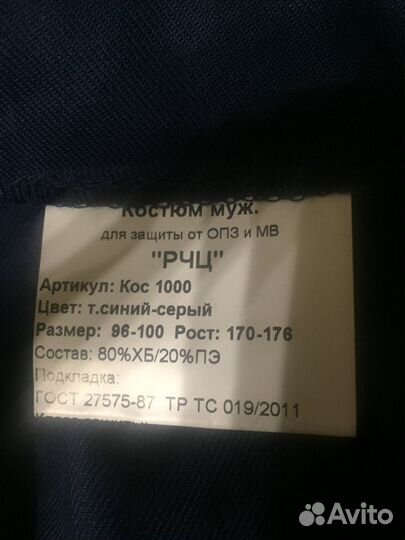 Костюм муж.
для защиты от ОПЗ и МВ
"РЧЦ"
Артикул: Кос 1000
Цвет: т.синий-серый
Размер: 96-100 Рост: 170-176
Состав: 80%ХБ/20%ПЭ
Подкладка:
ГОСТ 27575-87 ТР ТС 019/2011
Avito